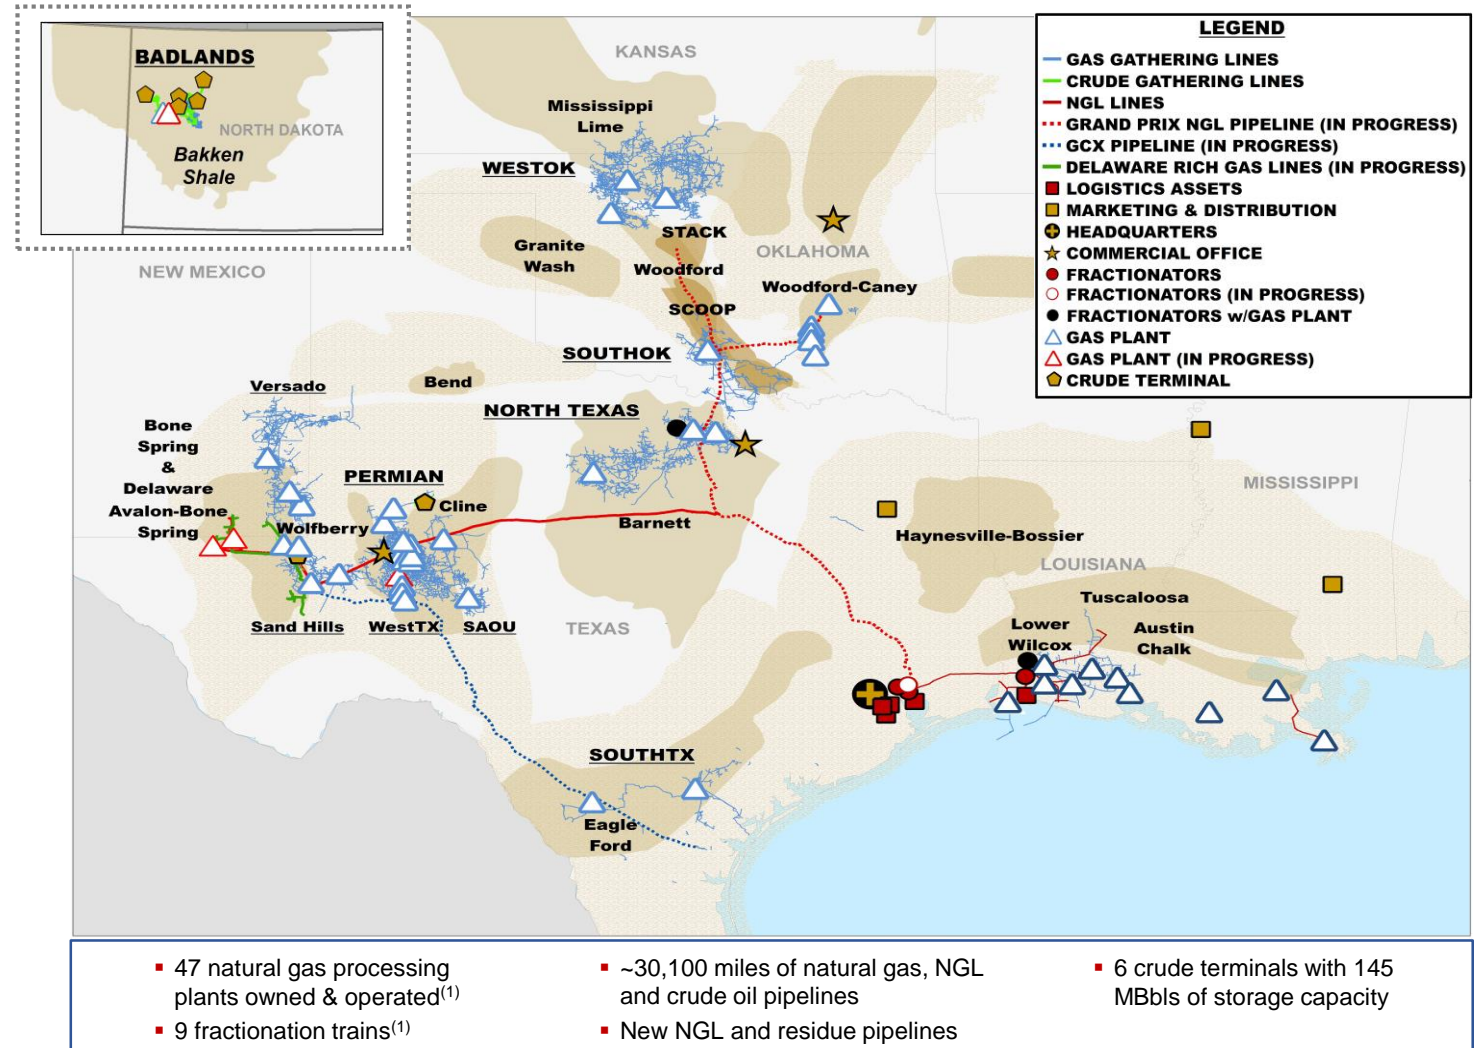 BADLANDS
NORTH DAKOTA
Bakken
Shale
LEGEND
GAS GATHERING LINES
CRUDE GATHERING LINES
NGL LINES
GRAND PRIX NGL PIPELINE (IN PROGRESS)
GCX PIPELINE (IN PROGRESS)
DELAWARE RICH GAS LINES (IN PROGRESS)
LOGISTICS ASSETS
MARKETING & DISTRIBUTION
HEADQUARTERS
COMMERCIAL OFFICE
FRACTIONATORS
FRACTIONATORS (IN PROGRESS)
FRACTIONATORS w/GAS PLANT
GAS PLANT
GAS PLANT (IN PROGRESS)
CRUDE TERMINAL
KANSAS
Mississippi
Lime
WESTOK
STACK
Granite
Wash
Woodford
OKLAHOMA
NEW MEXICO
Woodford-Caney
SCOOP
SOUTHOK
Versado
Bend
NORTH TEXAS
Bone
Spring
&
Delaware
Avalon-Bone
Spring
PERMIAN
Cline
Wolfberry
Barnett
MISSISSIPPI
Haynesville-Bossier
LOUISIANA
Tuscaloosa
Sand Hills
WestTX
SAOU
TEXAS
Lower
Wilcox
Austin
Chalk
SOUTHTX
Eagle
Ford
▪ 47 natural gas processing
plants owned & operated(1)
▪ 9 fractionation trains(1)
▪ ~30,100 miles of natural gas, NGL
and crude oil pipelines
▪ New NGL and residue pipelines
▪ 6 crude terminals with 145
MBbls of storage capacity